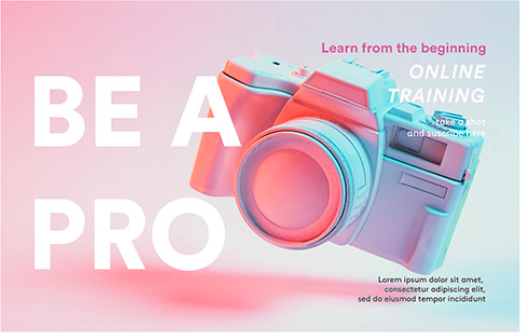 Learn from the beginning
ONLINE
TRAINING
take a shot
and suscribe here
BE A
PRO
Lorem ipsum dolor sit amet,
consectetur adipiscing elit,
sed do eiusmod tempor incididunt